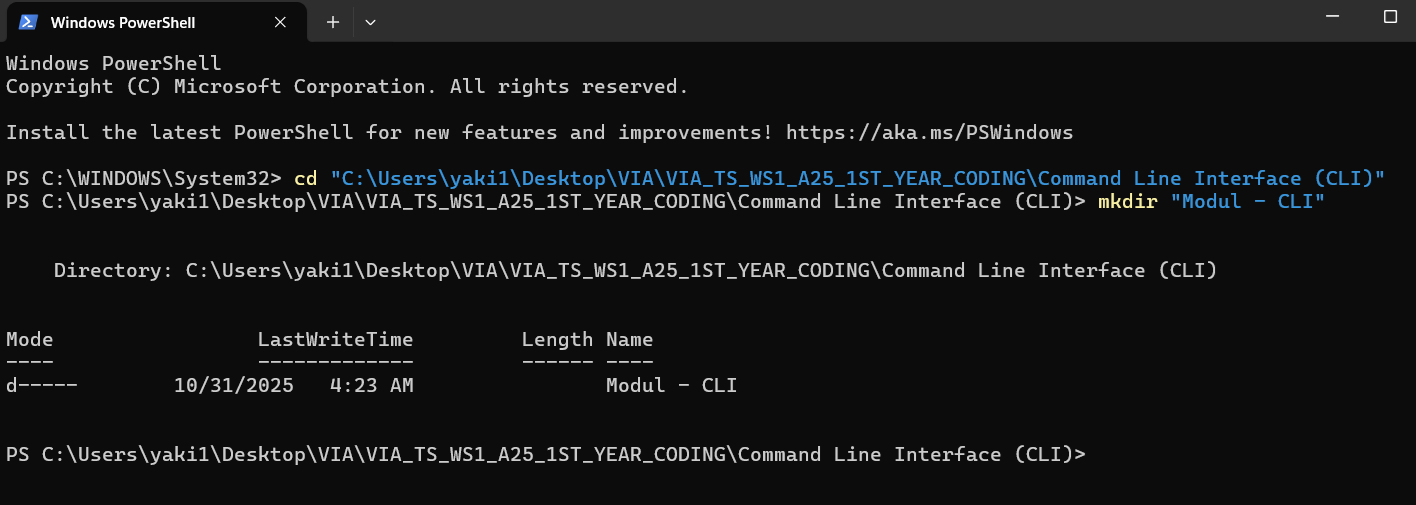 Windows PowerShell
Windows PowerShell
Copyright (C) Microsoft Corporation. All rights reserved.
Install the latest PowerShell for new features and improvements! https://aka.ms/PSWindows
PS C:\WINDOWS\System32> cd "C:\Users\yaki1\Desktop\VIA\VIA_TS_WS1_A25_1ST_YEAR_CODING\Command Line Interface (CLI)"
PS C:\Users\yaki1\Desktop\VIA\VIA_TS_WS1_A25_1ST_YEAR_CODING\Command Line Interface (CLI)> mkdir "Modul - CLI"
Directory: C:\Users\yaki1\Desktop\VIA\VIA_TS_WS1_A25_1ST_YEAR_CODING\Command Line Interface (CLI)
Mode                 LastWriteTime         Length Name
----                 -------------         ------ ----
d-----        10/31/2025   4:23 AM                Modul - CLI
PS C:\Users\yaki1\Desktop\VIA\VIA_TS_WS1_A25_1ST_YEAR_CODING\Command Line Interface (CLI)>